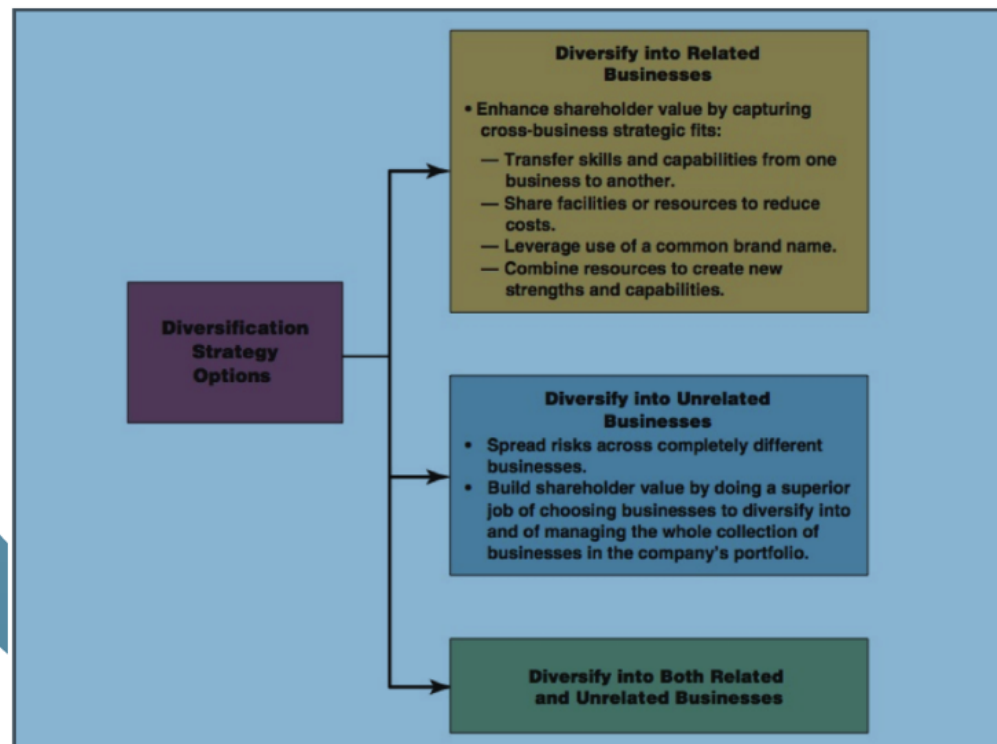 Diversification
Strategy
Options
Diversify into Related
Businesses
• Enhance shareholder value by capturing
cross-business strategic fits:
— Transfer skills and capabilities from one
business to another.
— Share facilities or resources to reduce
costs.
— Leverage use of a common brand name.
— Combine resources to create new
strengths and capabilities.
Diversify into Unrelated
Businesses
• Spread risks across completely different
businesses.
• Build shareholder value by doing a superior
job of choosing businesses to diversify into
and of managing the whole collection of
businesses in the company's portfolio.
Diversify into Both Related
and Unrelated Businesses